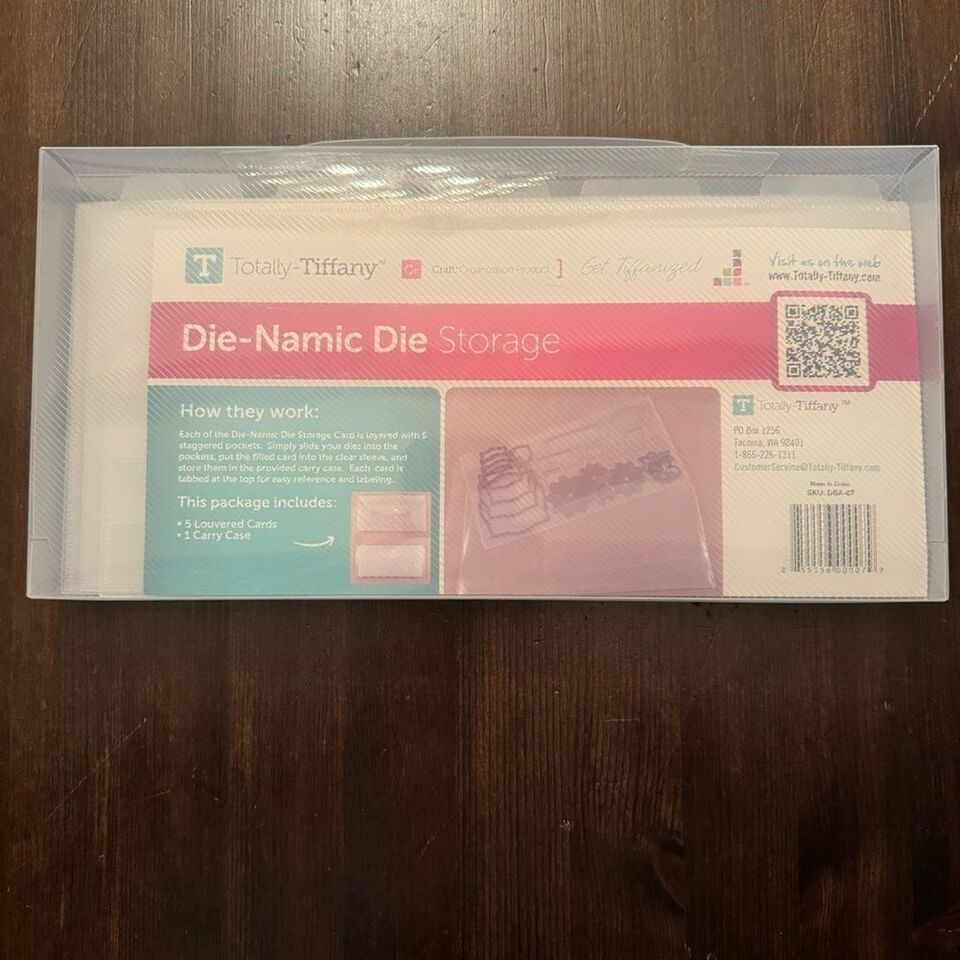 T Totally-Tiffany™ Cr Craft: Organization Product ] Get Tiffanized
Visit us on the web
www.Totally-Tiffany.com
Die-Namic Die Storage
How they work:
Each of the Die-Namic Die Storage Card is layered with 5
staggered pockets. Simply slide your dies into the
pockets, put the filled card into the clear sleeve, and
store them in the provided carry case. Each card is
tabbed at the top for easy reference and labeling.
This package includes:
• 5 Louvered Cards
• 1 Carry Case
T Totally-Tiffany™
PO Box 1256
Tacoma, WA 98401
1-866-226-1311
CustomerService@Totally-Tiffany.com
Made In China
SKU: DSA-07